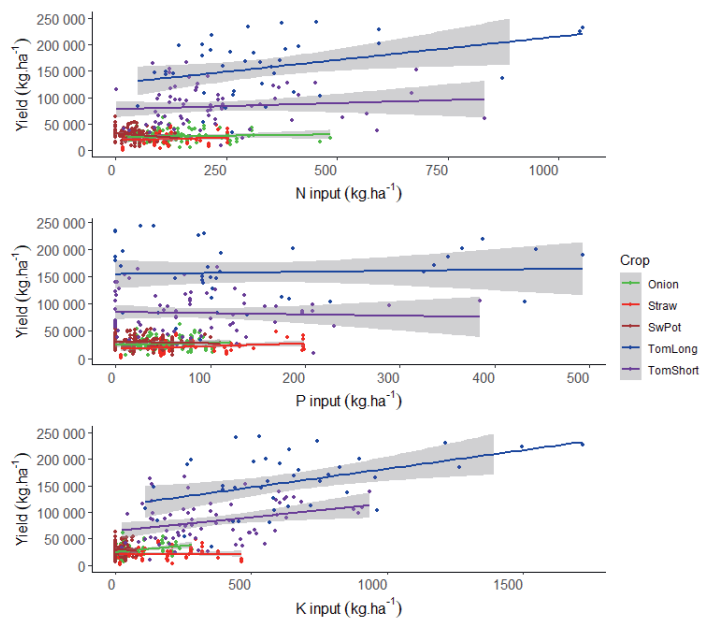 250 000
200 000
150 000
100 000
50 000
0
Yield (kg.ha⁻¹)
0 250 500 750 1000
N input (kg.ha⁻¹)
250 000
200 000
150 000
100 000
50 000
0
Yield (kg.ha⁻¹)
0 100 200 300 400 500
P input (kg.ha⁻¹)
Crop
Onion
Straw
SwPot
TomLong
TomShort
250 000
200 000
150 000
100 000
50 000
0
Yield (kg.ha⁻¹)
0 500 1000 1500
K input (kg.ha⁻¹)